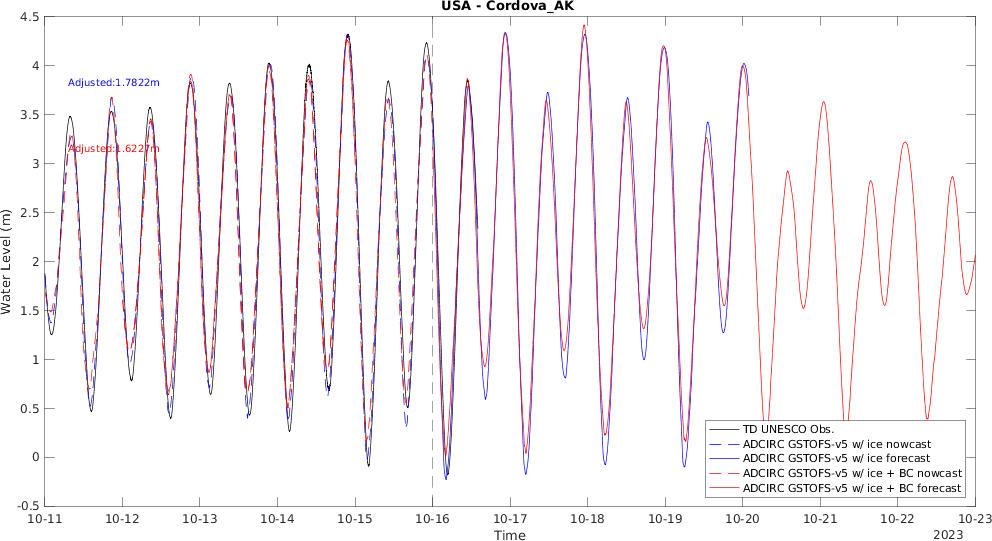 USA - Cordova_AK
4.5
4
3.5
3
2.5
2
1.5
1
0.5
0
-0.5
Water Level (m)
Adjusted:1.7822m
Adjusted:1.6227m
TD UNESCO Obs.
ADCIRC GSTOFS-v5 w/ ice nowcast
ADCIRC GSTOFS-v5 w/ ice forecast
ADCIRC GSTOFS-v5 w/ ice + BC nowcast
ADCIRC GSTOFS-v5 w/ ice + BC forecast
10-11 10-12 10-13 10-14 10-15 10-16 10-17 10-18 10-19 10-20 10-21 10-22 10-23
Time
2023